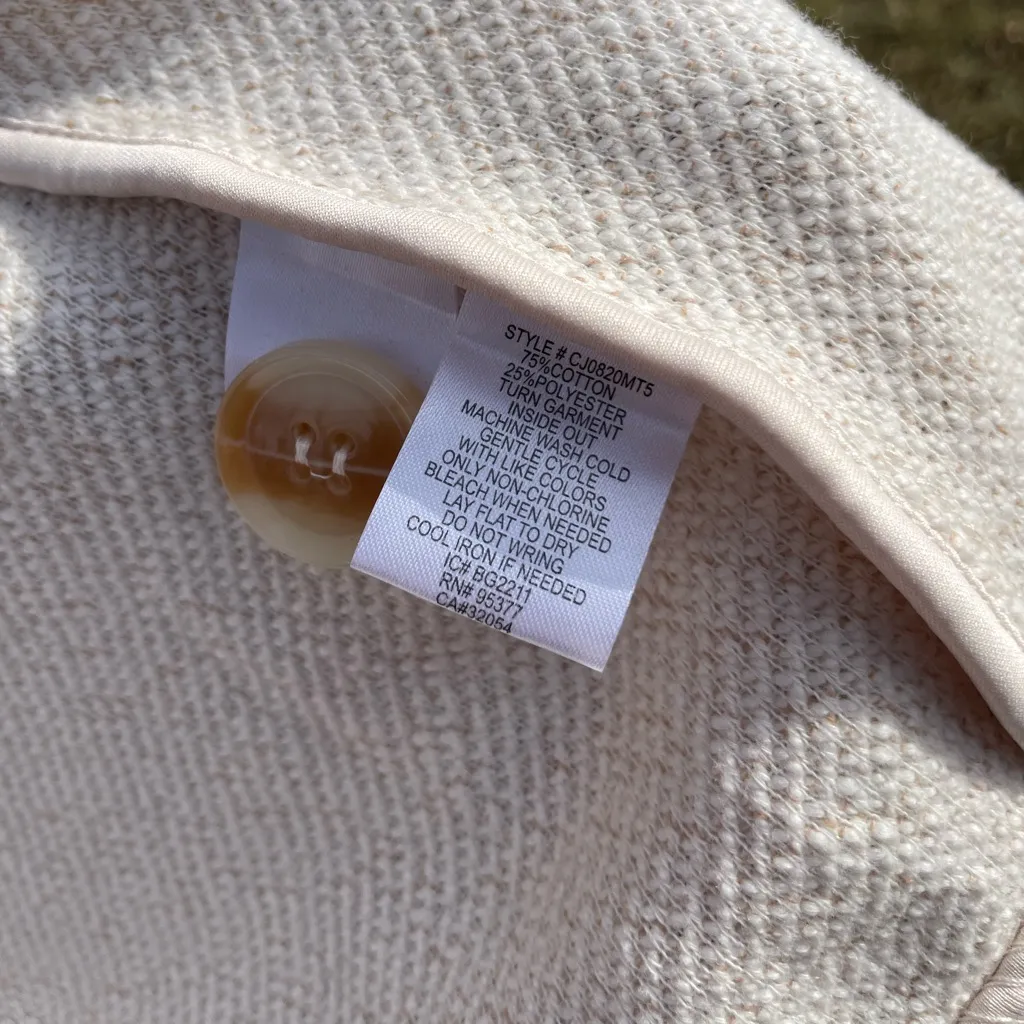 STYLE # CJ0820MT5
75%COTTON
25%POLYESTER
TURN GARMENT
INSIDE OUT
MACHINE WASH COLD
GENTLE CYCLE
WITH LIKE COLORS
ONLY NON-CHLORINE
BLEACH WHEN NEEDED
LAY FLAT TO DRY
DO NOT WRING
COOL IRON IF NEEDED
IC# BG2211
RN# 95377
CA#32054